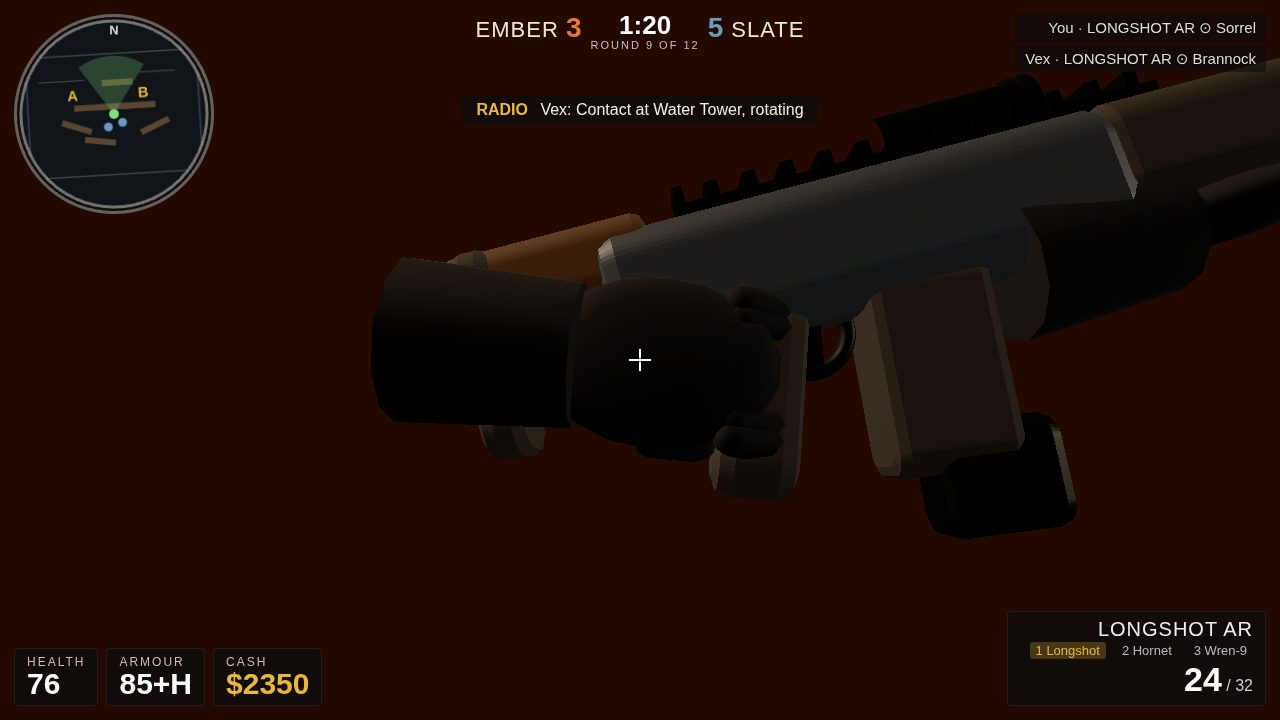 N
A
B
EMBER 3 1:20 5 SLATE
ROUND 9 OF 12
You · LONGSHOT AR ⊙ Sorrel
Vex · LONGSHOT AR ⊙ Brannock
RADIO Vex: Contact at Water Tower, rotating
HEALTH
76
ARMOUR
85+H
CASH
$2350
LONGSHOT AR
1 Longshot 2 Hornet 3 Wren-9
24 / 32